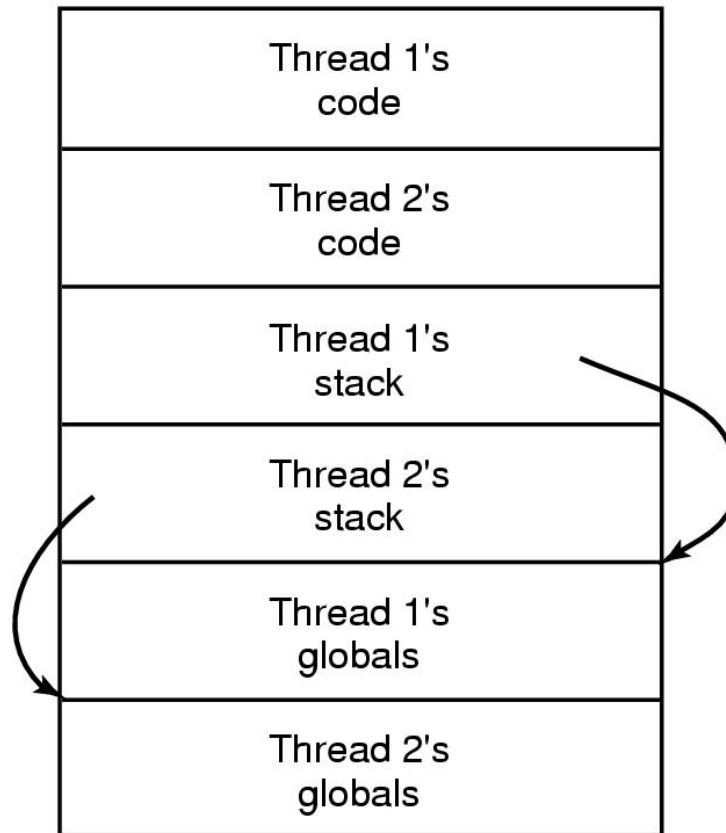 Thread 1's
code
Thread 2's
code
Thread 1's
stack
Thread 2's
stack
Thread 1's
globals
Thread 2's
globals